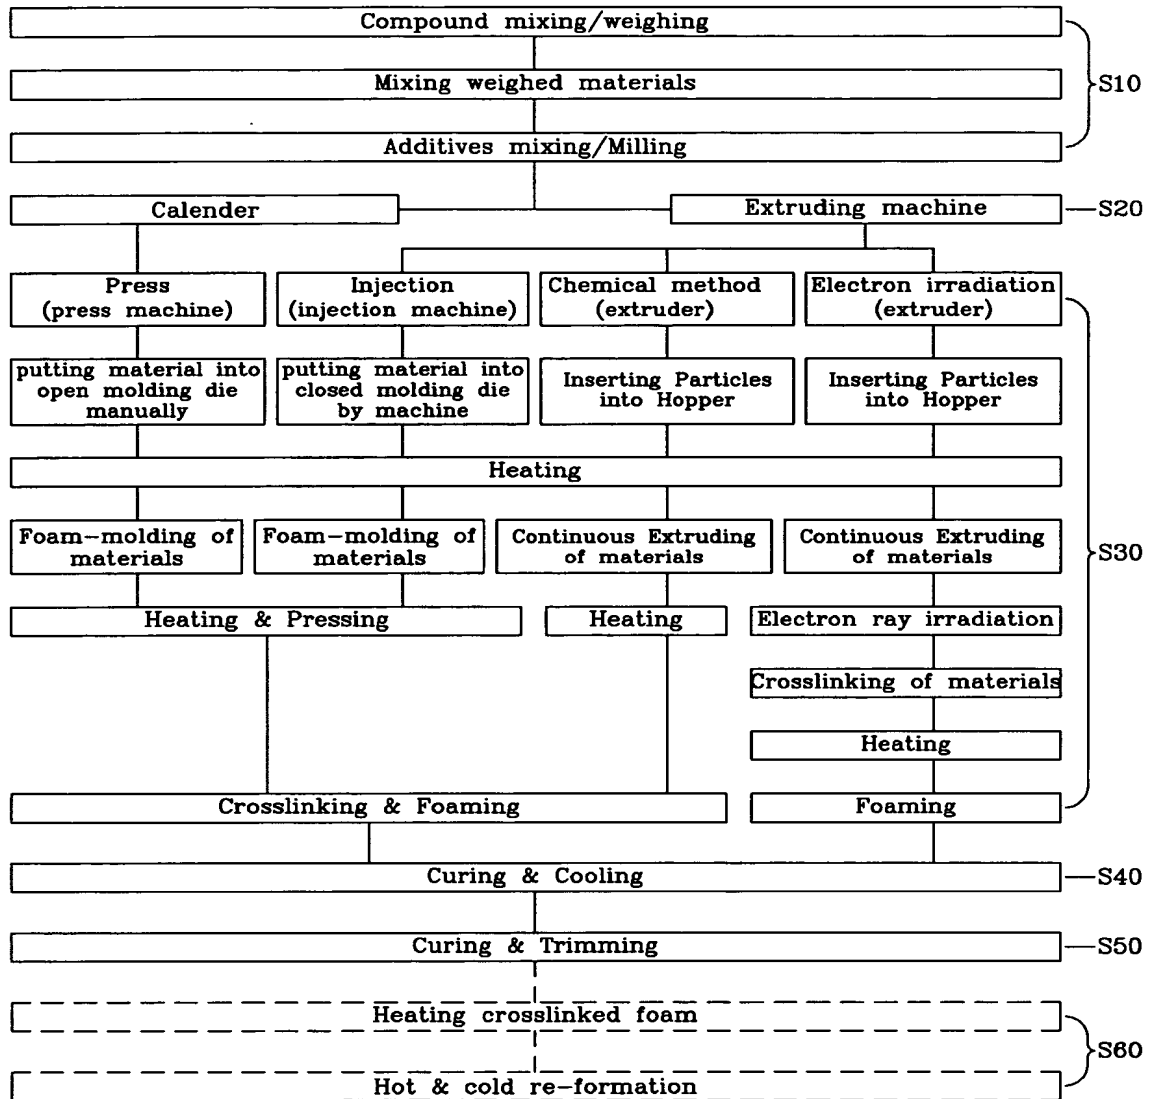 Compound mixing/weighing
Mixing weighed materials
S10
Additives mixing/Milling
Calender
Extruding machine
S20
Press
(press machine)
Injection
(injection machine)
Chemical method
(extruder)
Electron irradiation
(extruder)
putting material into
open molding die
manually
putting material into
closed molding die
by machine
Inserting Particles
into Hopper
Inserting Particles
into Hopper
Heating
Foam-molding of
materials
Foam-molding of
materials
Continuous Extruding
of materials
Continuous Extruding
of materials
S30
Heating & Pressing
Heating
Electron ray irradiation
Crosslinking of materials
Heating
Crosslinking & Foaming
Foaming
Curing & Cooling
S40
Curing & Trimming
S50
Heating crosslinked foam
S60
Hot & cold re-formation